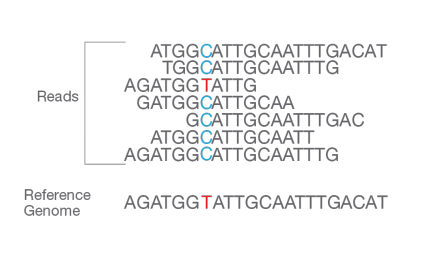 ATGGCATTGCAATTTGACAT
TGGCATTGCAATTTG
Reads
AGATGGTATTG
GATGGCATTGCAA
GCATTGCAATTTGAC
ATGGCATTGCAATT
AGATGGCATTGCAATTTG
Reference
Genome
AGATGGTATTGCAATTTGACAT